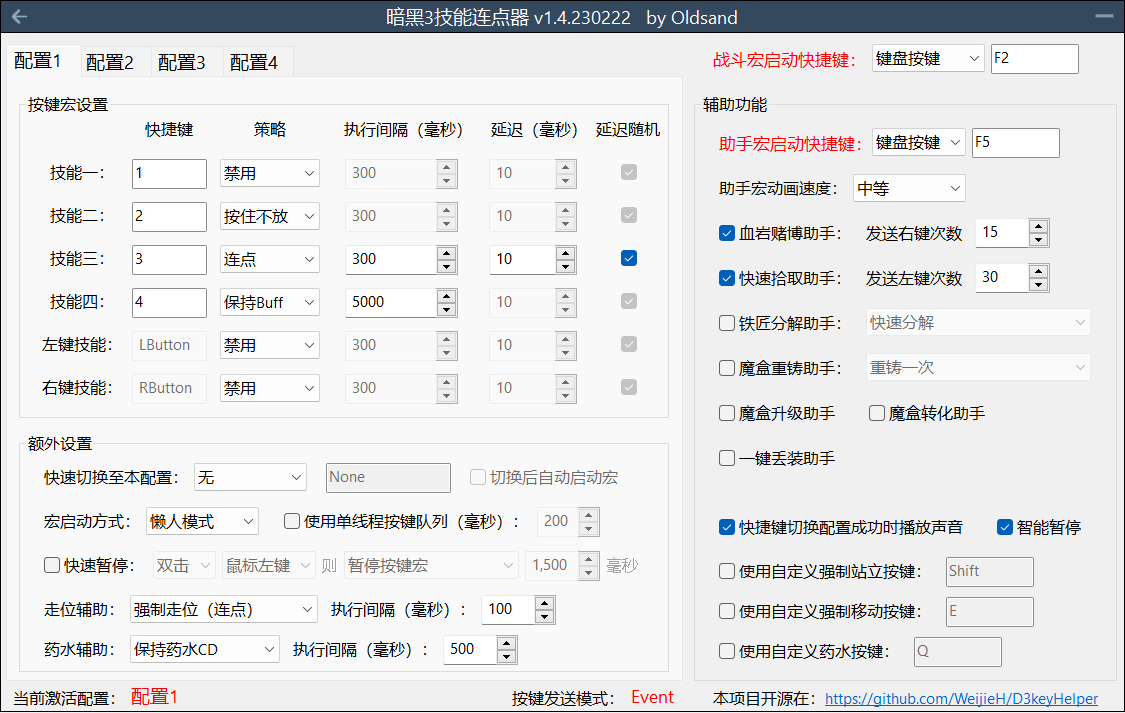 暗黑3技能连点器 v1.4.230222 by Oldsand
配置1 配置2 配置3 配置4
战斗宏启动快捷键： 键盘按键 F2
按键宏设置
快捷键 策略 执行间隔（毫秒） 延迟（毫秒） 延迟随机
技能一： 1 禁用 300 10
技能二： 2 按住不放 300 10
技能三： 3 连点 300 10
技能四： 4 保持Buff 5000 10
左键技能： LButton 禁用 300 10
右键技能： RButton 禁用 300 10
额外设置
快速切换至本配置： 无 None 切换后自动启动宏
宏启动方式： 懒人模式 使用单线程按键队列（毫秒）： 200
快速暂停： 双击 鼠标左键 则 暂停按键宏 1,500 毫秒
走位辅助： 强制走位（连点） 执行间隔（毫秒）： 100
药水辅助： 保持药水CD 执行间隔（毫秒）： 500
辅助功能
助手宏启动快捷键： 键盘按键 F5
助手宏动画速度： 中等
血岩赌博助手： 发送右键次数 15
快速拾取助手： 发送左键次数 30
铁匠分解助手： 快速分解
魔盒重铸助手： 重铸一次
魔盒升级助手 魔盒转化助手
一键丢装助手
快捷键切换配置成功时播放声音 智能暂停
使用自定义强制站立按键： Shift
使用自定义强制移动按键： E
使用自定义药水按键： Q
当前激活配置： 配置1 按键发送模式： Event 本项目开源在： https://github.com/WeijieH/D3keyHelper